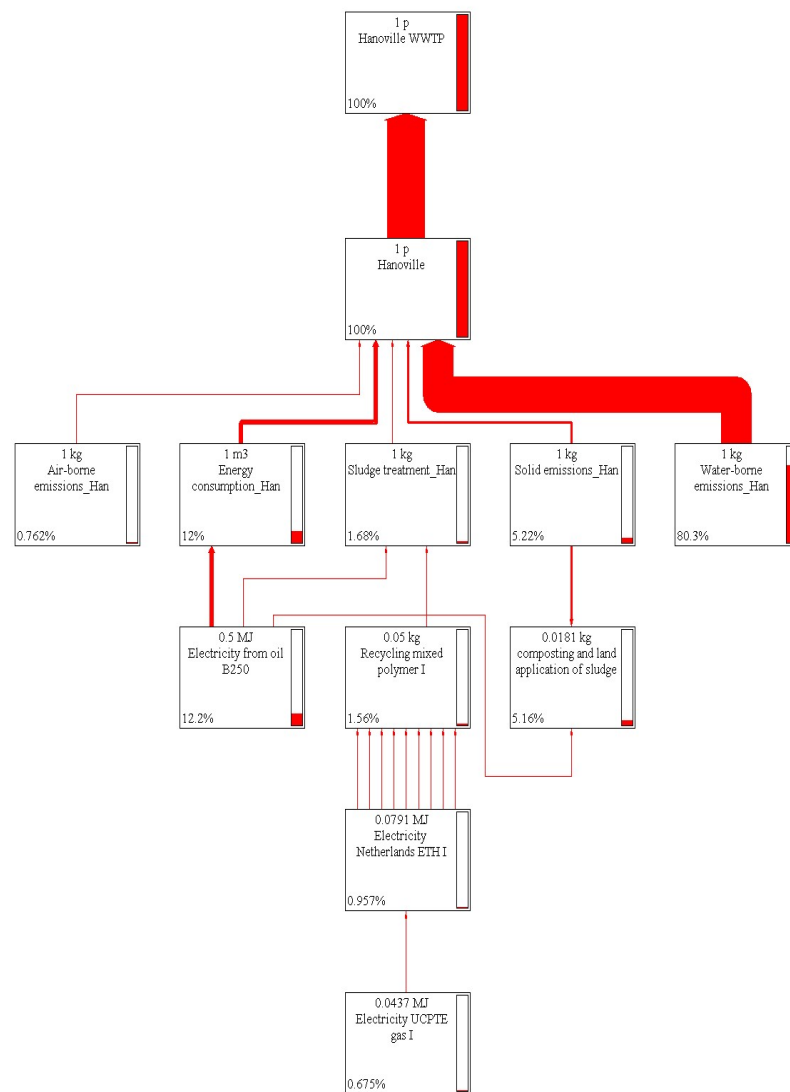 1 p
Hanoville WWTP
100%
1 p
Hanoville
100%
1 kg
Air-borne
emissions_Han
0.762%
1 m3
Energy
consumption_Han
12%
1 kg
Sludge treatment_Han
1.68%
1 kg
Solid emissions_Han
5.22%
1 kg
Water-borne
emissions_Han
80.3%
0.5 MJ
Electricity from oil
B250
12.2%
0.05 kg
Recycling mixed
polymer I
1.56%
0.0181 kg
composting and land
application of sludge
5.16%
0.0791 MJ
Electricity
Netherlands ETH I
0.957%
0.0437 MJ
Electricity UCPTE
gas I
0.675%